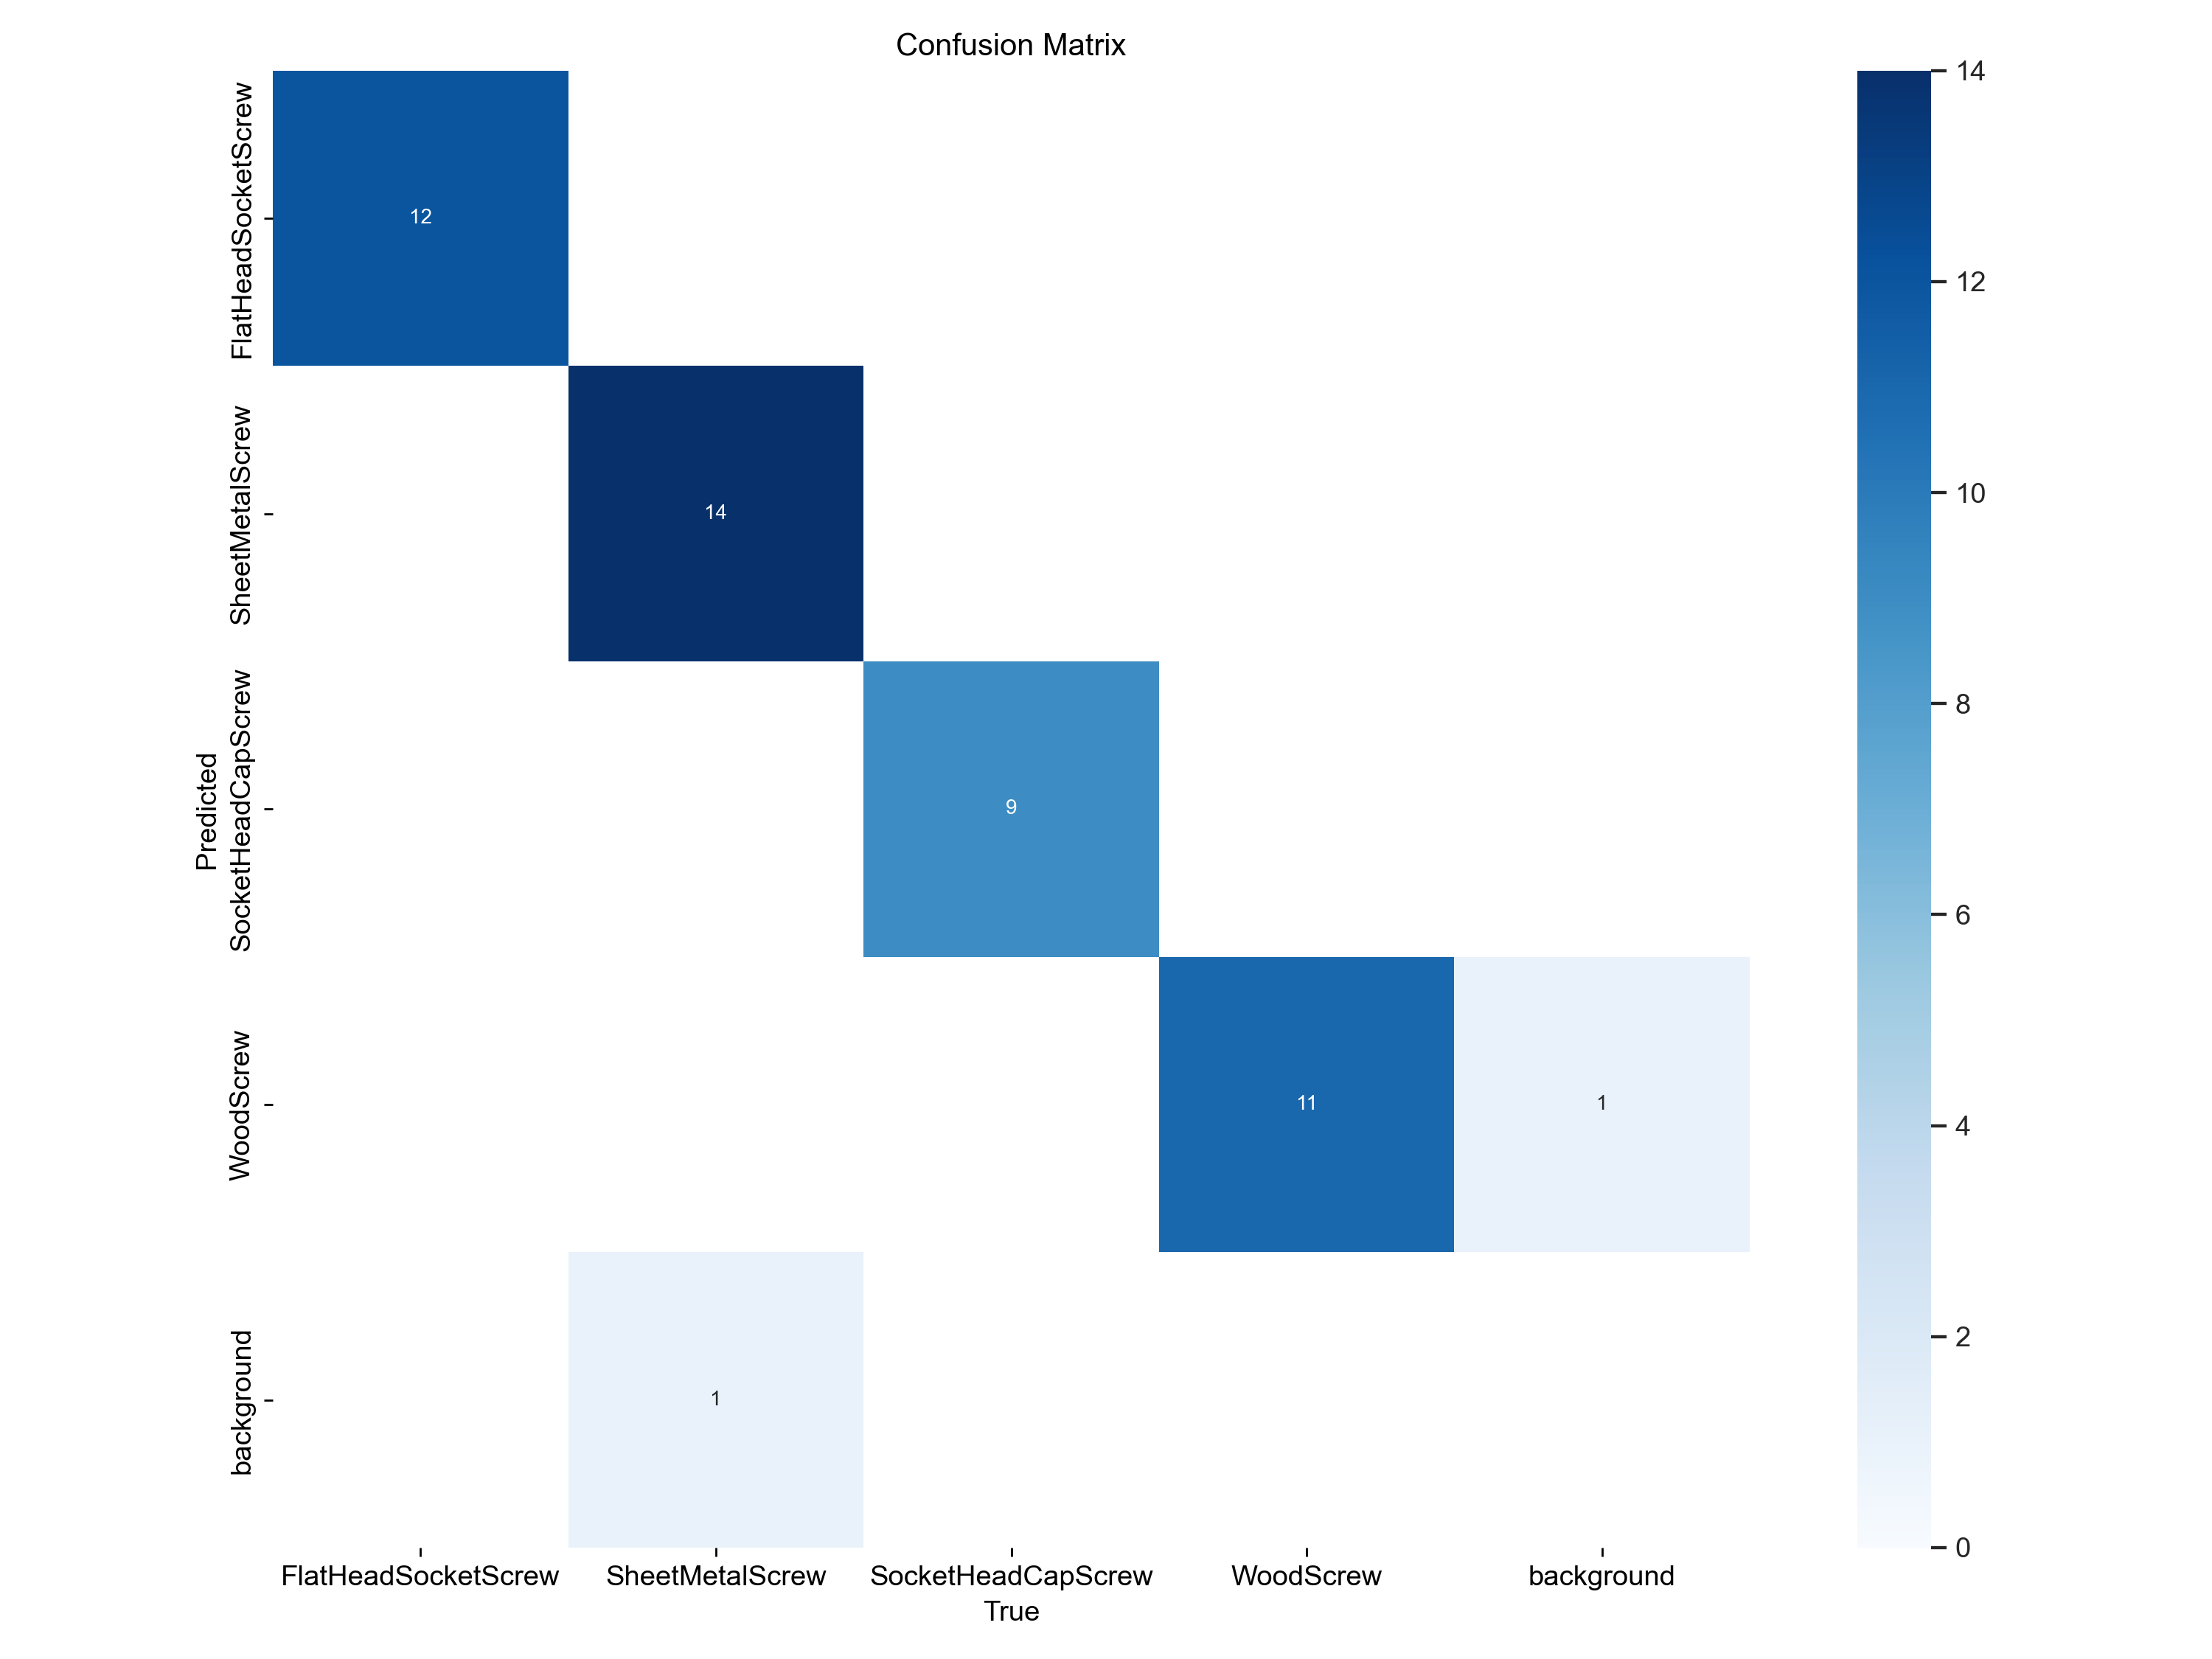 Confusion Matrix
FlatHeadSocketScrew
SheetMetalScrew
SocketHeadCapScrew
WoodScrew
background
Predicted
12
14
9
11
1
1
FlatHeadSocketScrew
SheetMetalScrew
SocketHeadCapScrew
WoodScrew
background
True
14
12
10
8
6
4
2
0